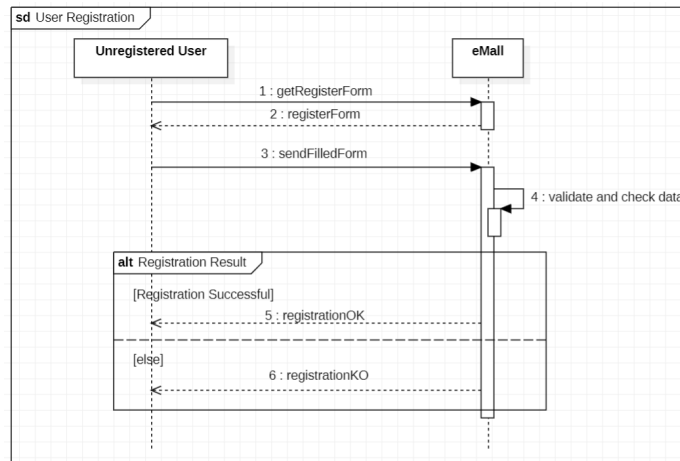 sd User Registration
Unregistered User
eMall
1 : getRegisterForm
2 : registerForm
3 : sendFilledForm
4 : validate and check data
alt Registration Result
[Registration Successful]
5 : registrationOK
[else]
6 : registrationKO